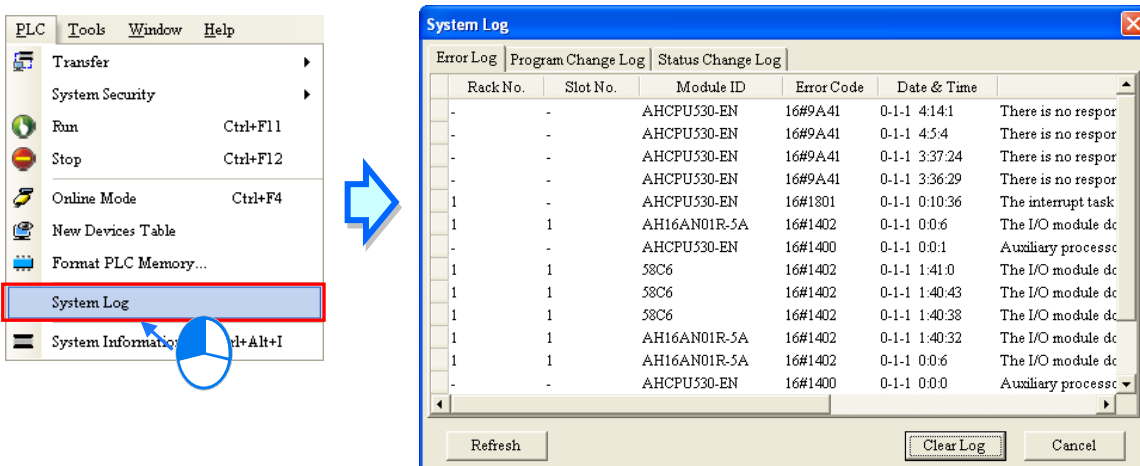 PLC Tools Window Help
Transfer
System Security
Run Ctrl+F11
Stop Ctrl+F12
Online Mode Ctrl+F4
New Devices Table
Format PLC Memory...
System Log
System Information +Alt+I
System Log
Error Log Program Change Log Status Change Log
Rack No. Slot No. Module ID Error Code Date & Time
- - AHCPU530-EN 16#9A41 0-1-1 4:14:1 There is no respor
- - AHCPU530-EN 16#9A41 0-1-1 4:5:4 There is no respor
- - AHCPU530-EN 16#9A41 0-1-1 3:37:24 There is no respor
- - AHCPU530-EN 16#9A41 0-1-1 3:36:29 There is no respor
1 - AHCPU530-EN 16#1801 0-1-1 0:10:36 The interrupt task
1 1 AH16AN01R-5A 16#1402 0-1-1 0:0:6 The I/O module do
- - AHCPU530-EN 16#1400 0-1-1 0:0:1 Auxiliary processo
1 1 58C6 16#1402 0-1-1 1:41:0 The I/O module do
1 1 58C6 16#1402 0-1-1 1:40:43 The I/O module do
1 1 58C6 16#1402 0-1-1 1:40:38 The I/O module do
1 1 AH16AN01R-5A 16#1402 0-1-1 1:40:32 The I/O module do
1 1 AH16AN01R-5A 16#1402 0-1-1 0:0:6 The I/O module do
- - AHCPU530-EN 16#1400 0-1-1 0:0:0 Auxiliary processo
Refresh Clear Log Cancel